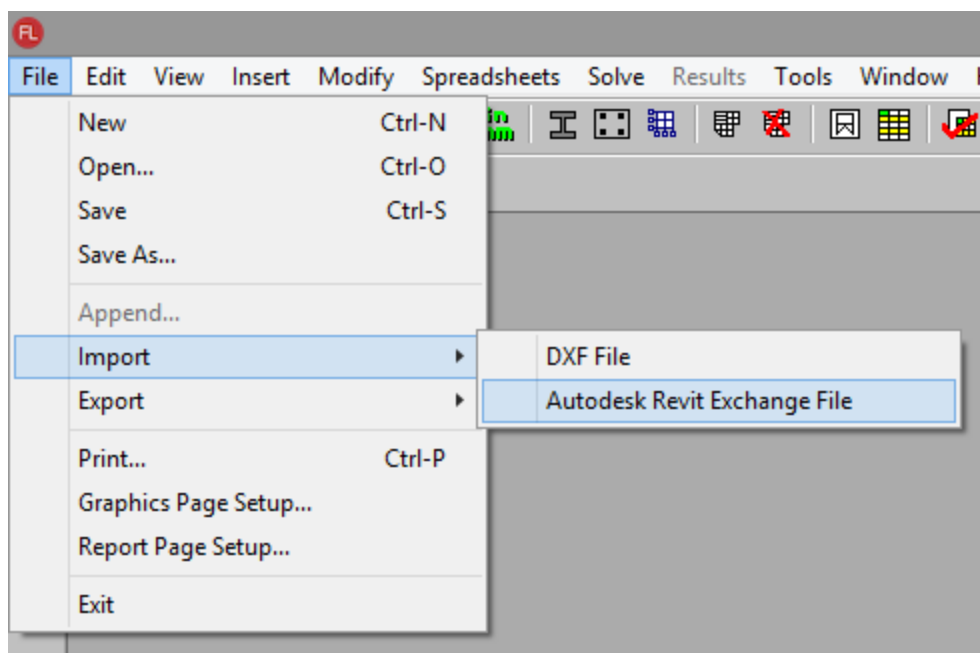 FL
File Edit View Insert Modify Spreadsheets Solve Results Tools Window
New Ctrl-N
Open... Ctrl-O
Save Ctrl-S
Save As...
Append...
Import
DXF File
Export
Autodesk Revit Exchange File
Print... Ctrl-P
Graphics Page Setup...
Report Page Setup...
Exit